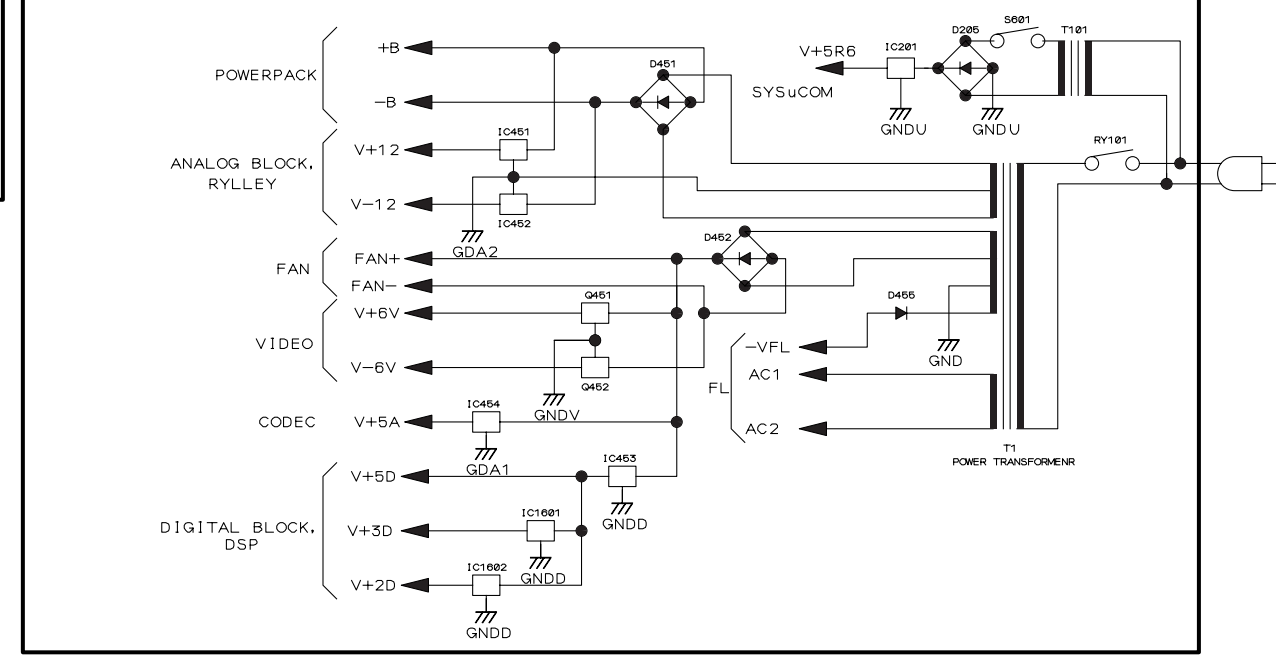 S601
D205
T101
+B
V+5R6
IC201
POWERPACK
D451
SYSuCOM
-B
GNDU
GNDU
IC451
RY101
V+12
ANALOG BLOCK,
RYLLEY
V-12
IC452
GDA2
D452
FAN+
FAN
FAN-
Q451
D455
V+6V
VIDEO
-VFL
GND
V-6V
AC1
Q452
FL
IC454
GNDV
CODEC
V+5A
AC2
T1
IC453
POWER TRANSFORMENR
GDA1
V+5D
IC1601
GNDD
DIGITAL BLOCK,
DSP
V+3D
IC1602
GNDD
V+2D
GNDD